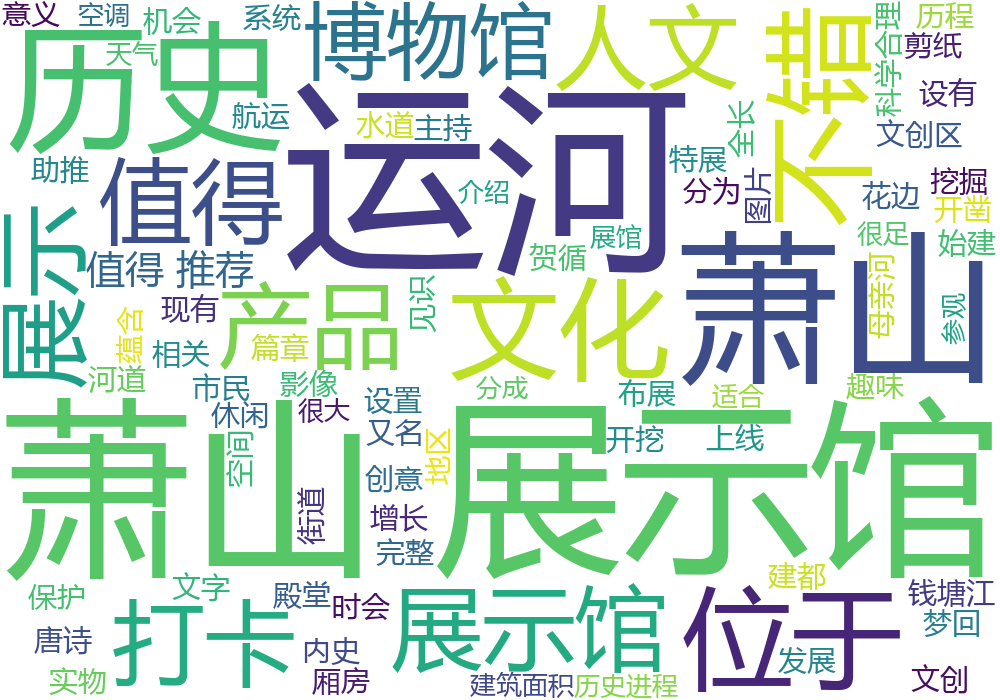 意义
空调
机会
系统
博物馆
人文
不错
科学合理
历程
历史
天气
剪纸
设有
航运
水道
主持
运河
全长
文创区
助推
值得
介绍
特展
分为
图片
花边
挖掘
开凿
展示
值得
推荐
贺循
展馆
萧山
很足
始建
母亲河
参观
现有
产品
见识
文化
蕴含
篇章
相关
河道
市民
影像
设置
分成
布展
适合
趣味
萧山
休闲
很大
又名
地区
展示馆
开挖
上线
空间
创意
街道
增长
完整
建都
保护
文字
殿堂
时会
展示馆
位于
钱塘江
梦回
唐诗
打卡
内史
发展
实物
厢房
建筑面积
历史进程
文创